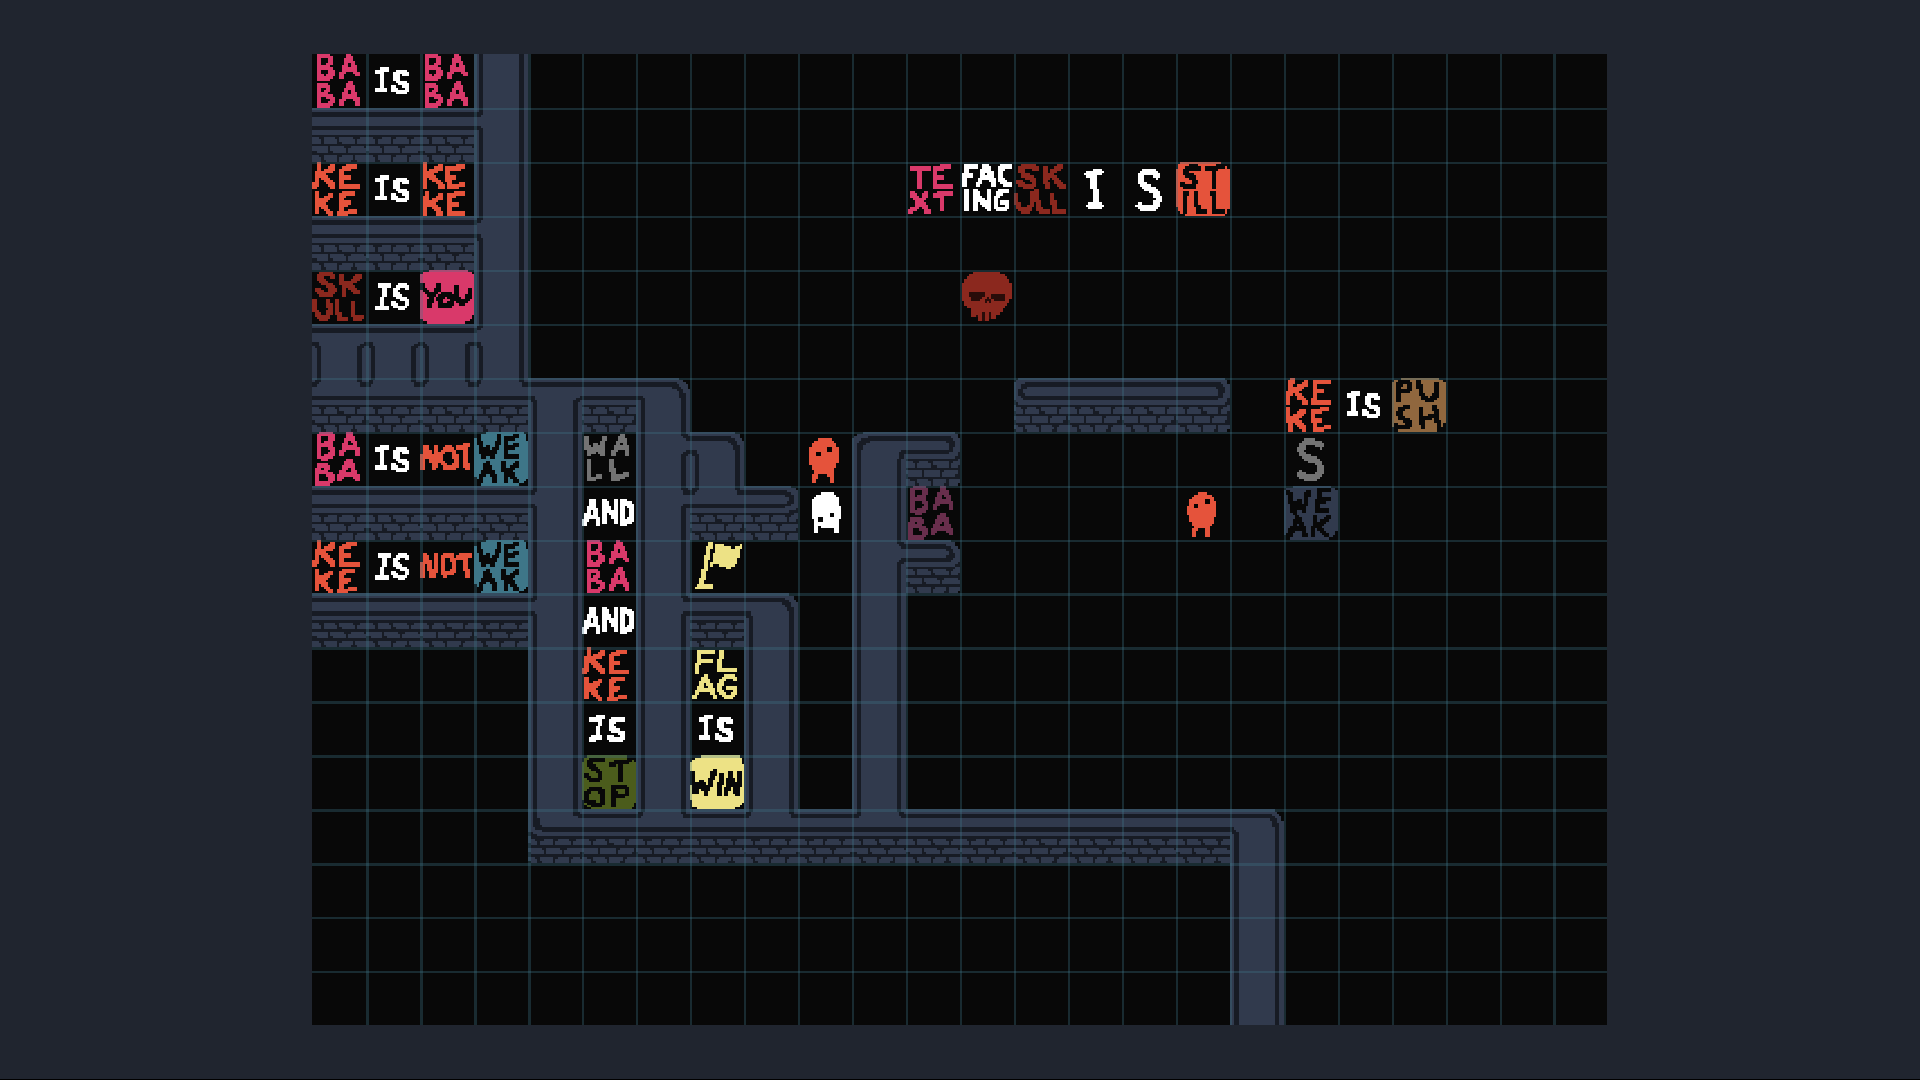 BABA IS BABA
KEKE IS KEKE
TEXT FACING SKULL I S STILL
SKULL IS YOU
KEKE IS PUSH
BABA IS NOT WEAK
WALL
S
AND
BABA
WEAK
KEKE IS NOT WEAK
BABA
AND
KEKE
FLAG
IS
IS
STOP
WIN